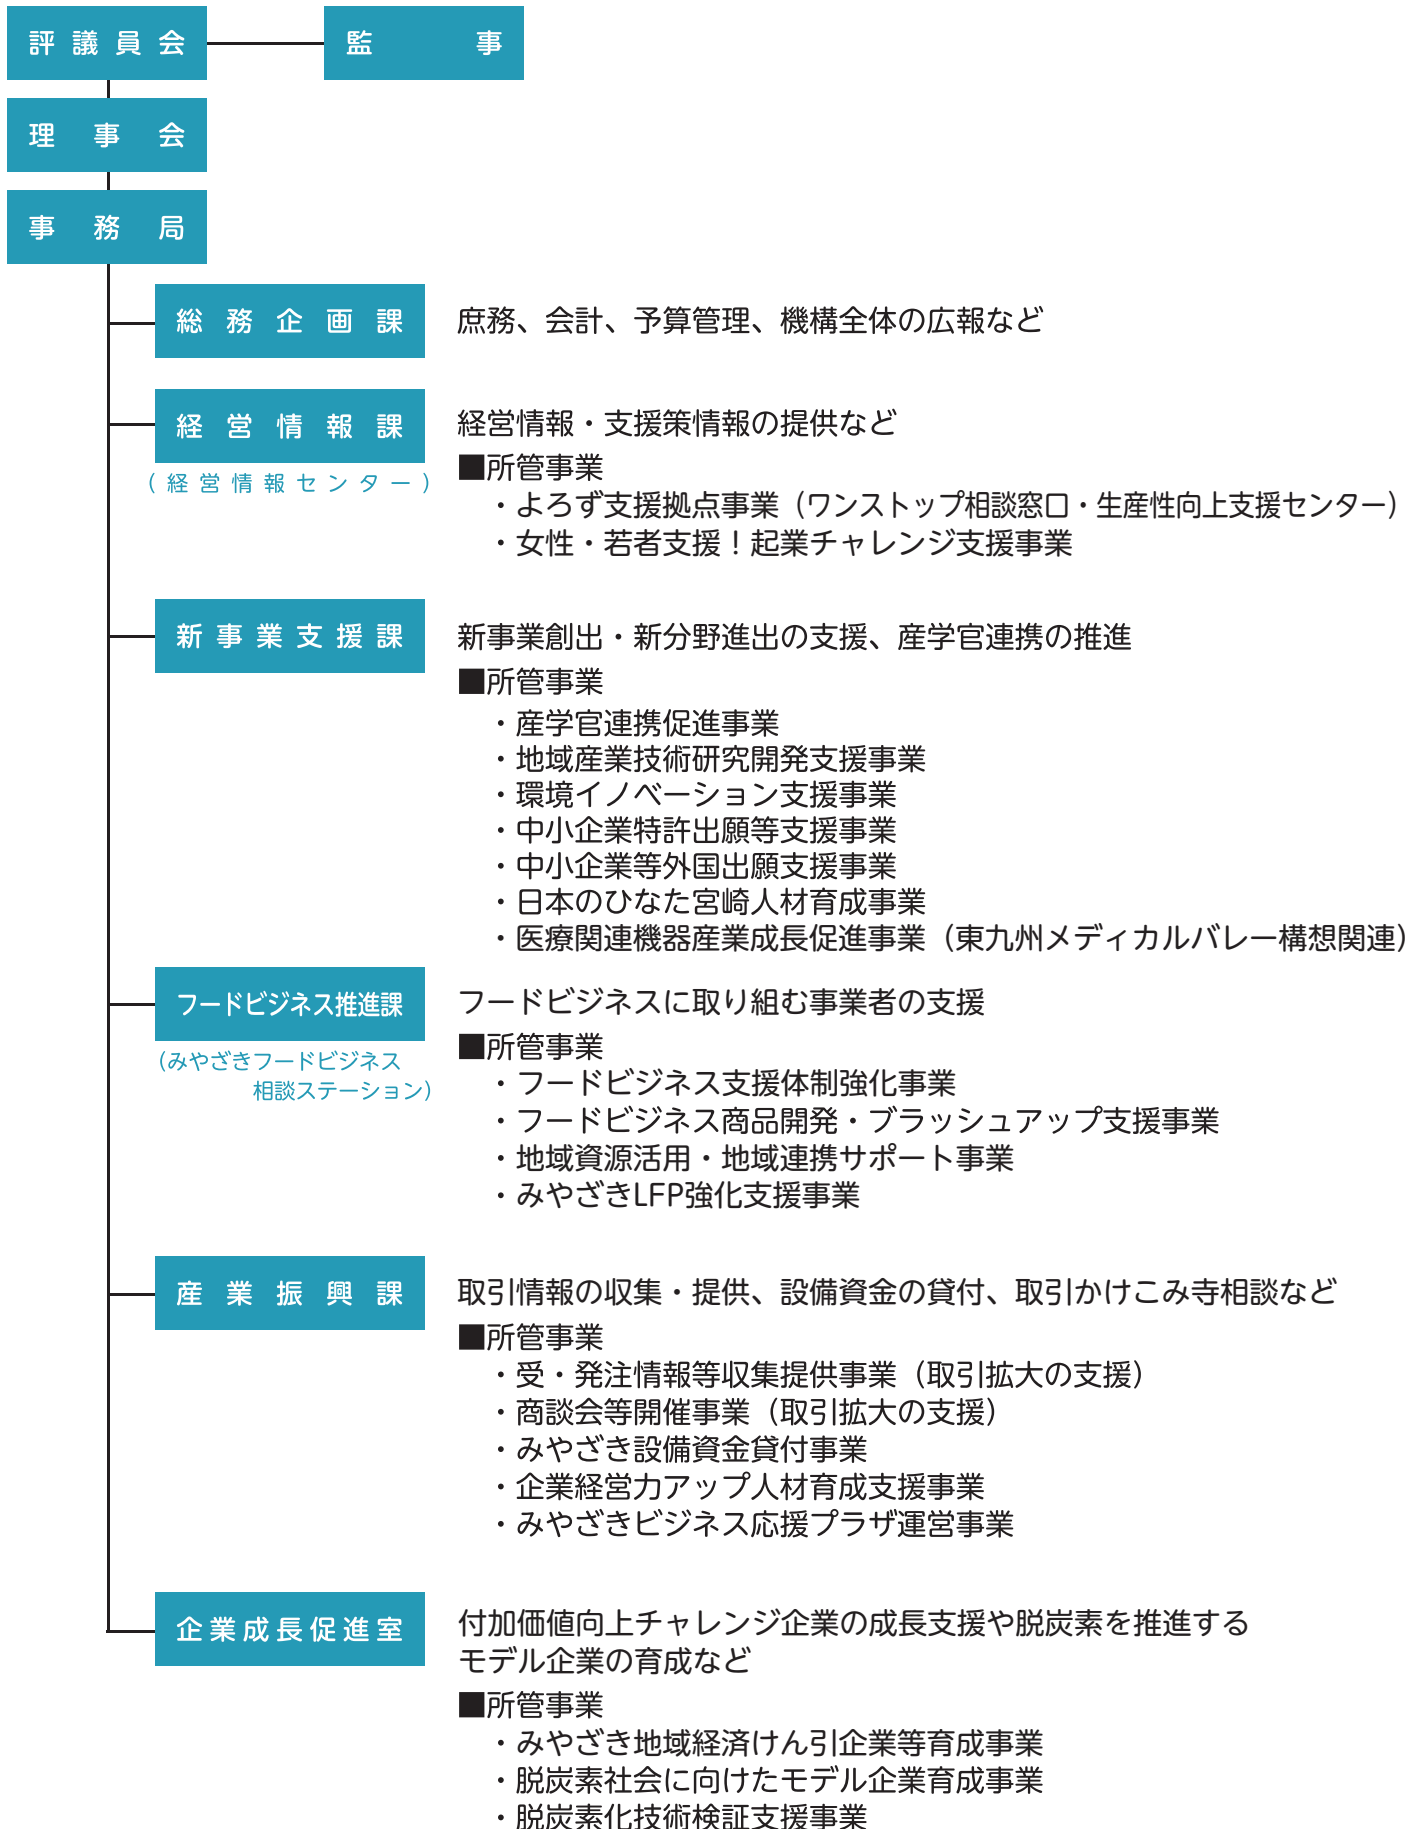 評議員会
監事
理事会
事務局
総務企画課
庶務、会計、予算管理、機構全体の広報など
経営情報課
(経営情報センター)
経営情報・支援策情報の提供など
■所管事業
・よろず支援拠点事業（ワンストップ相談窓口・生産性向上支援センター）
・女性・若者支援！起業チャレンジ支援事業
新事業支援課
新事業創出・新分野進出の支援、産学官連携の推進
■所管事業
・産学官連携促進事業
・地域産業技術研究開発支援事業
・環境イノベーション支援事業
・中小企業特許出願等支援事業
・中小企業等外国出願支援事業
・日本のひなた宮崎人材育成事業
・医療関連機器産業成長促進事業（東九州メディカルバレー構想関連）
フードビジネス推進課
（みやざきフードビジネス
相談ステーション）
フードビジネスに取り組む事業者の支援
■所管事業
・フードビジネス支援体制強化事業
・フードビジネス商品開発・ブラッシュアップ支援事業
・地域資源活用・地域連携サポート事業
・みやざきLFP強化支援事業
産業振興課
取引情報の収集・提供、設備資金の貸付、取引かけこみ寺相談など
■所管事業
・受・発注情報等収集提供事業（取引拡大の支援）
・商談会等開催事業（取引拡大の支援）
・みやざき設備資金貸付事業
・企業経営力アップ人材育成支援事業
・みやざきビジネス応援プラザ運営事業
企業成長促進室
付加価値向上チャレンジ企業の成長支援や脱炭素を推進する
モデル企業の育成など
■所管事業
・みやざき地域経済けん引企業等育成事業
・脱炭素社会に向けたモデル企業育成事業
・脱炭素化技術検証支援事業